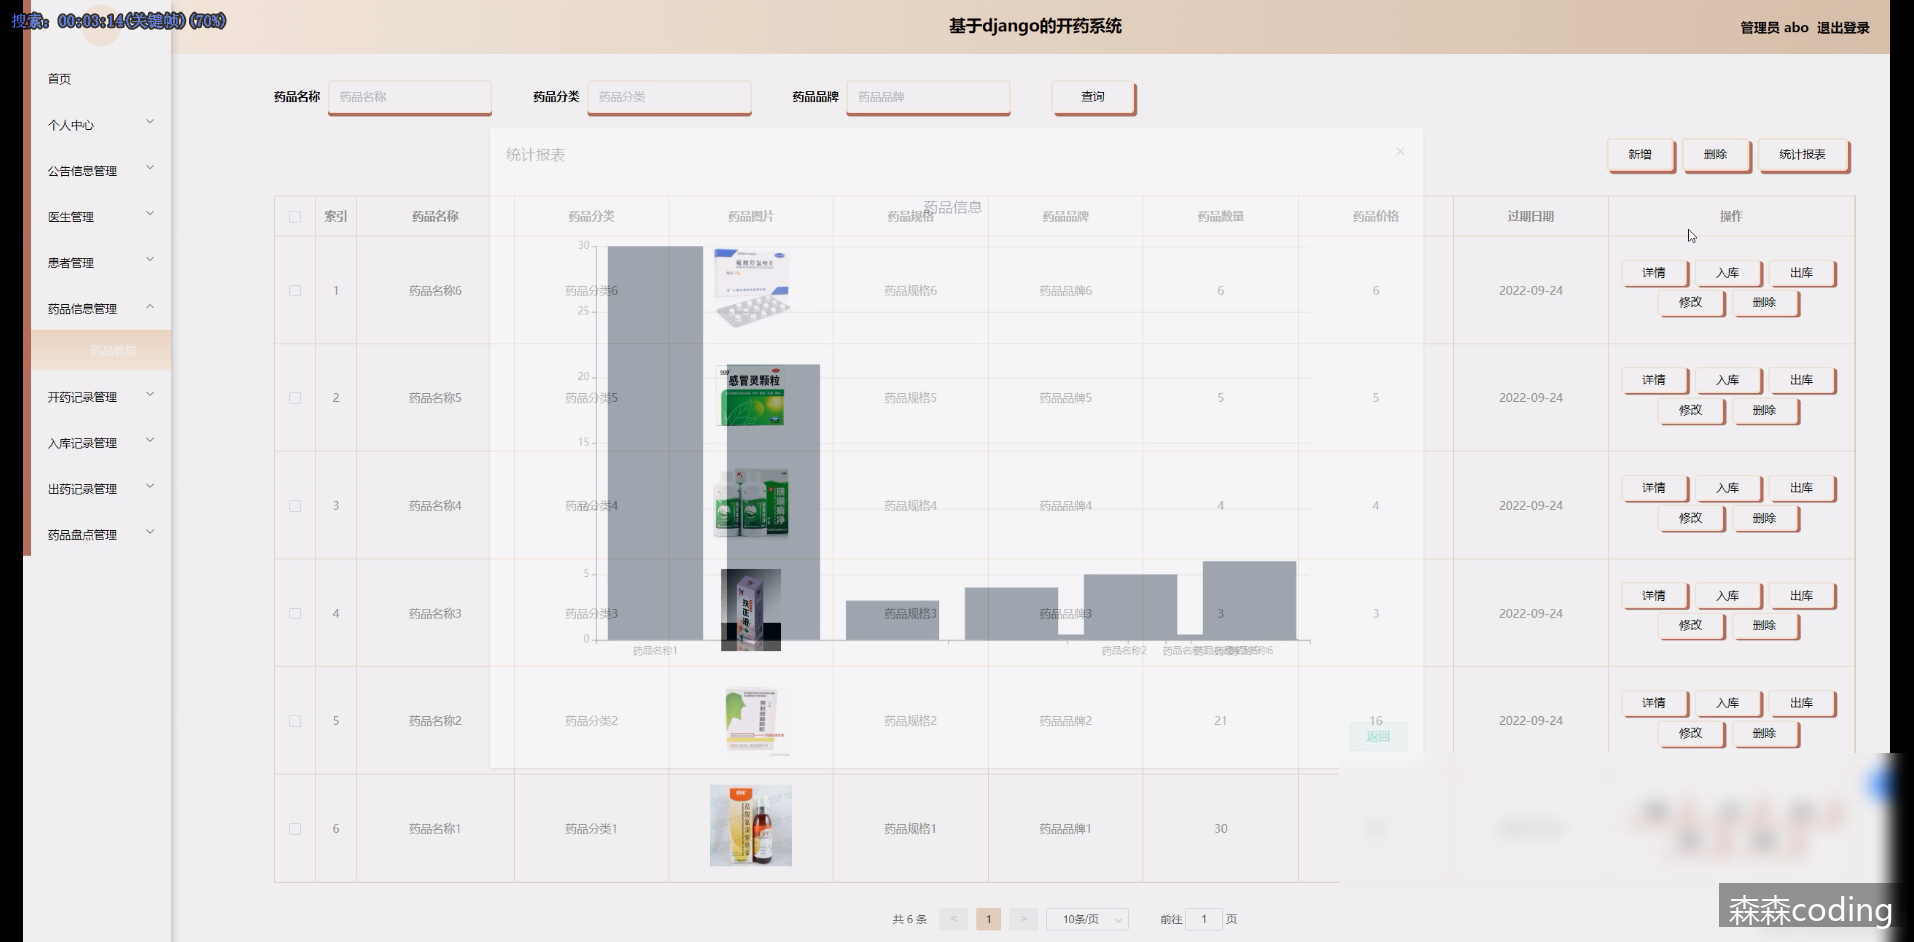 搜索: 00:03:14(关键帧)(70%)
基于django的开药系统
管理员 abo 退出登录
首页
个人中心
公告信息管理
医生管理
患者管理
药品信息管理
药品信息
开药记录管理
入库记录管理
出药记录管理
药品盘点管理
药品名称 药品名称 药品分类 药品分类 药品品牌 药品品牌 查询
统计报表 ×
新增 删除 统计报表
药品信息
索引 药品名称 药品分类 药品图片 药品规格 药品品牌 药品数量 药品价格 过期日期 操作
1 药品名称6 药品分类6 药品规格6 药品品牌6 6 6 2022-09-24 详情 入库 出库
修改 删除
2 药品名称5 药品分类5 999 感冒灵颗粒 药品规格5 药品品牌5 5 5 2022-09-24 详情 入库 出库
修改 删除
3 药品名称4 药品分类4 药品规格4 药品品牌4 4 4 2022-09-24 详情 入库 出库
修改 删除
4 药品名称3 药品分类3 药品规格3 药品品牌3 3 3 2022-09-24 详情 入库 出库
修改 删除
5 药品名称2 药品分类2 药品规格2 药品品牌2 21 16 2022-09-24 详情 入库 出库
修改 删除
6 药品名称1 药品分类1 药品规格1 药品品牌1 30
30
25
20
15
5
0
药品名称1 药品名称2
返回
共 6 条 < 1 > 10条/页 前往 1 页
森森coding